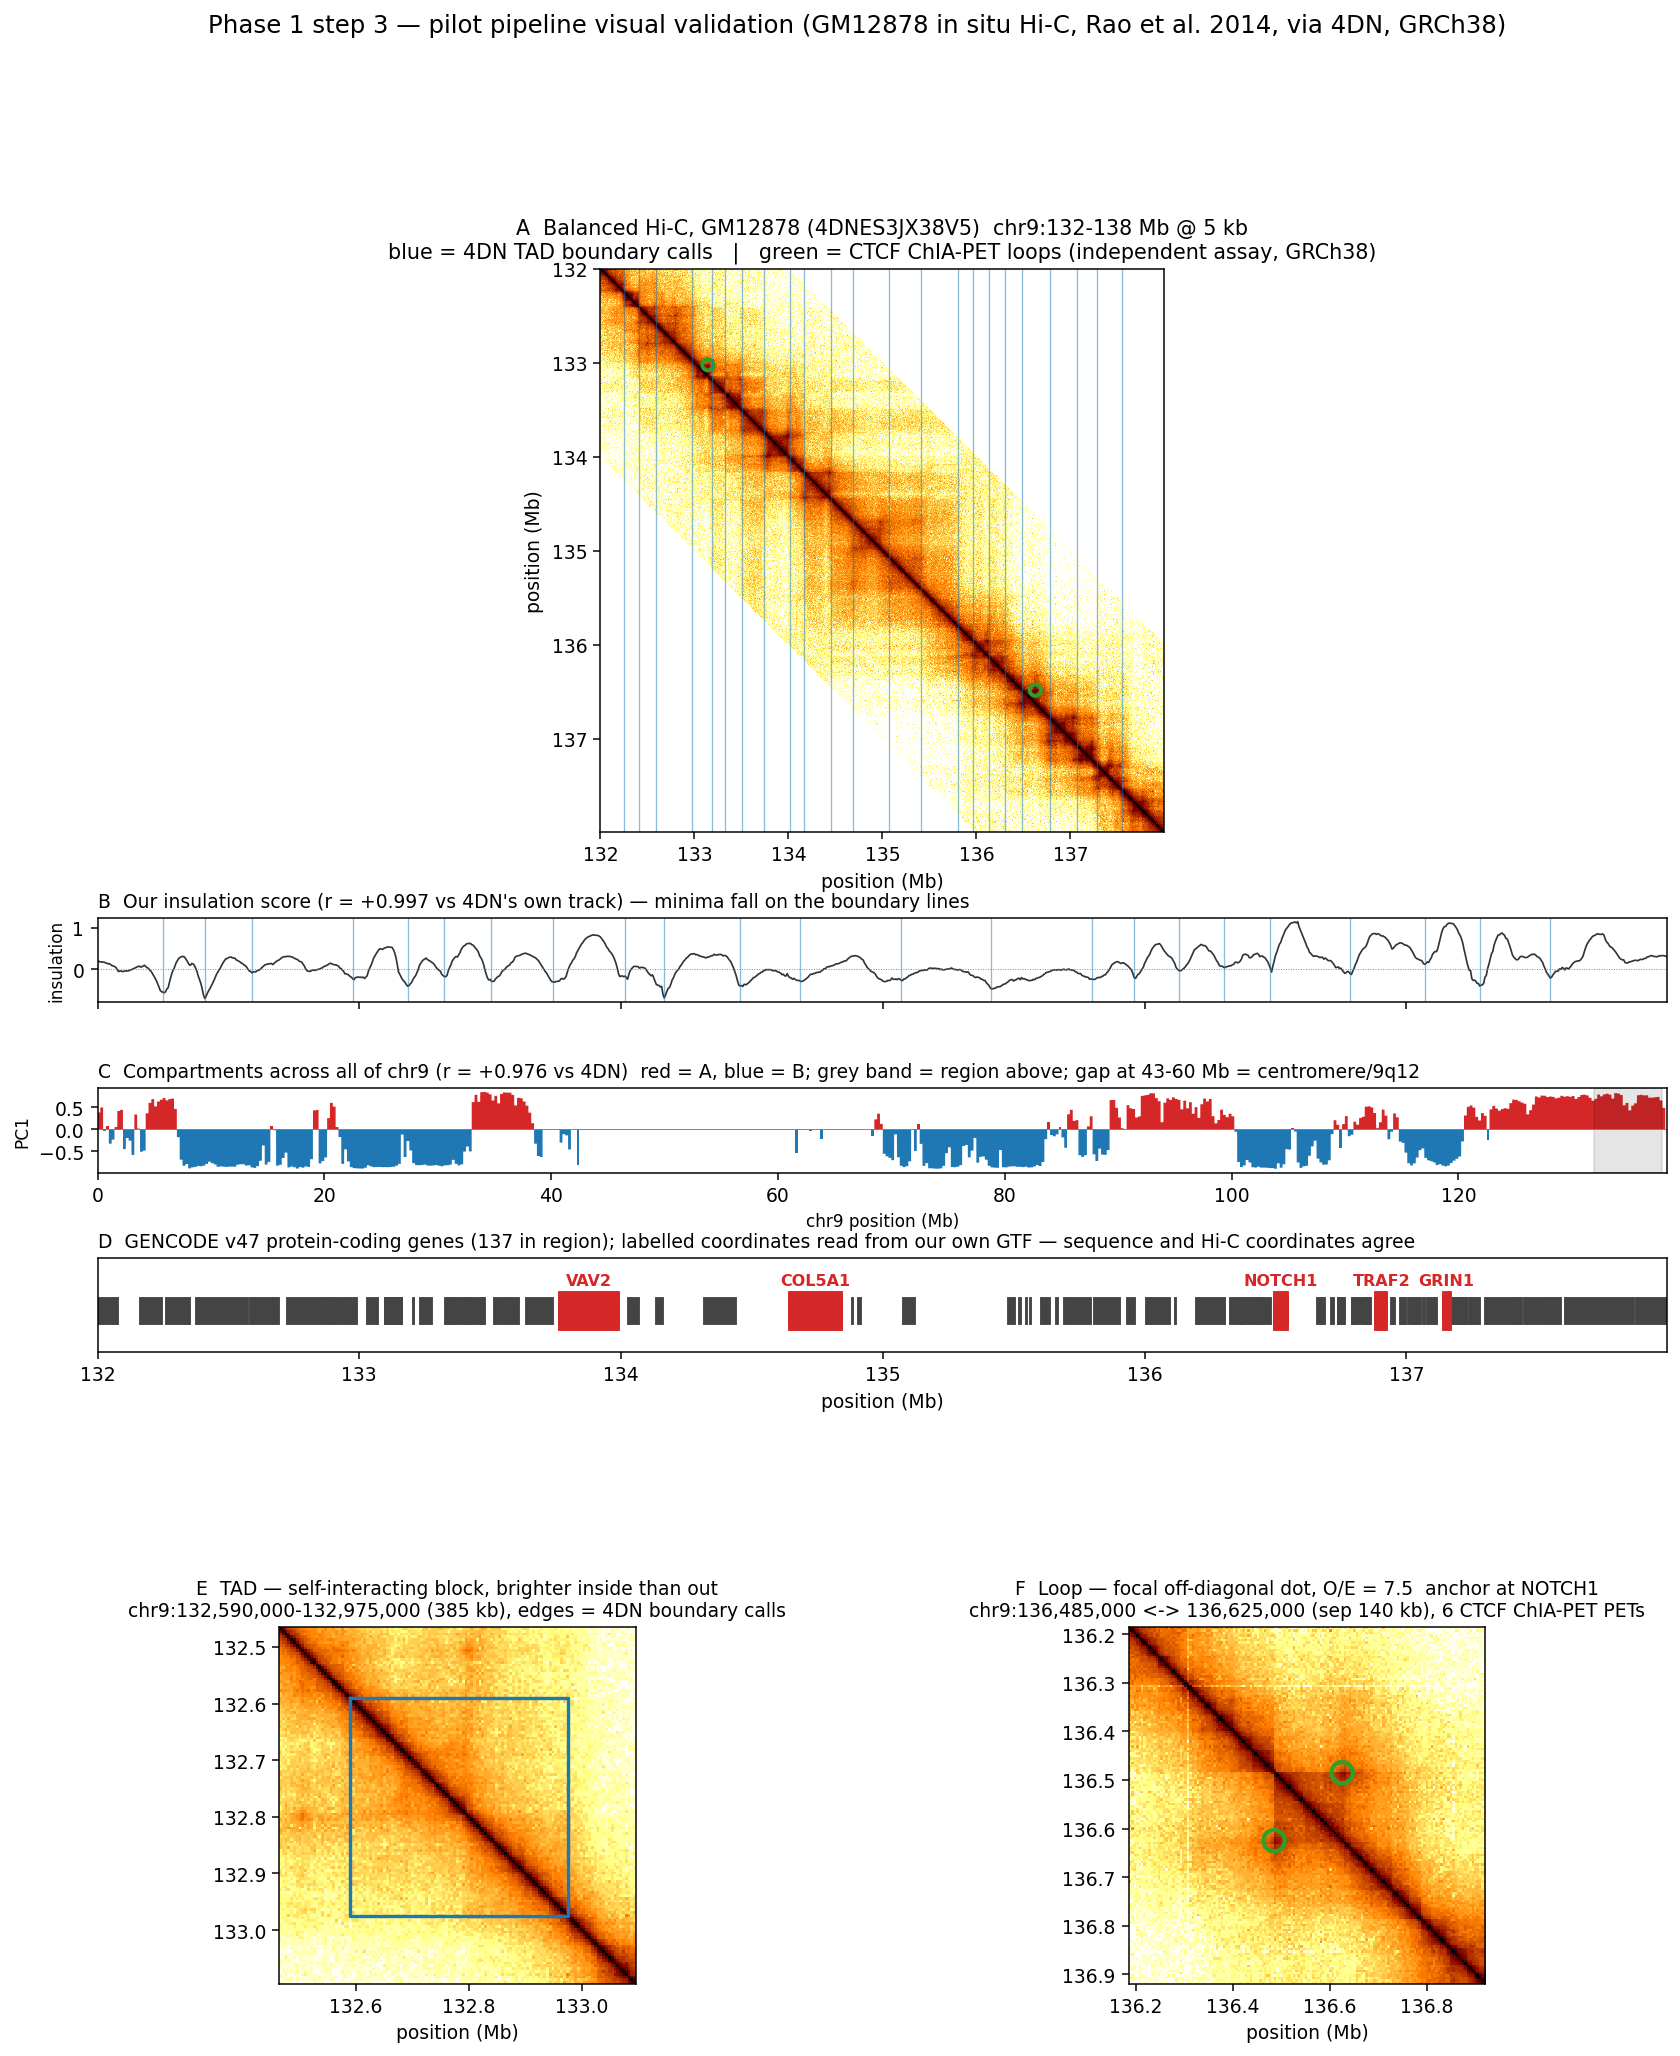 Phase 1 step 3 — pilot pipeline visual validation (GM12878 in situ Hi-C, Rao et al. 2014, via 4DN, GRCh38)
A  Balanced Hi-C, GM12878 (4DNES3JX38V5)  chr9:132-138 Mb @ 5 kb
blue = 4DN TAD boundary calls   |   green = CTCF ChIA-PET loops (independent assay, GRCh38)
132
133
134
135
136
137
position (Mb)
132 133 134 135 136 137
position (Mb)
B  Our insulation score (r = +0.997 vs 4DN's own track) — minima fall on the boundary lines
1
0
insulation
C  Compartments across all of chr9 (r = +0.976 vs 4DN)  red = A, blue = B; grey band = region above; gap at 43-60 Mb = centromere/9q12
0.5
0.0
−0.5
PC1
0 20 40 60 80 100 120
chr9 position (Mb)
D  GENCODE v47 protein-coding genes (137 in region); labelled coordinates read from our own GTF — sequence and Hi-C coordinates agree
VAV2 COL5A1 NOTCH1 TRAF2 GRIN1
132 133 134 135 136 137
position (Mb)
E  TAD — self-interacting block, brighter inside than out
chr9:132,590,000-132,975,000 (385 kb), edges = 4DN boundary calls
132.5
132.6
132.7
132.8
132.9
133.0
132.6 132.8 133.0
position (Mb)
F  Loop — focal off-diagonal dot, O/E = 7.5  anchor at NOTCH1
chr9:136,485,000 <-> 136,625,000 (sep 140 kb), 6 CTCF ChIA-PET PETs
136.2
136.3
136.4
136.5
136.6
136.7
136.8
136.9
136.2 136.4 136.6 136.8
position (Mb)